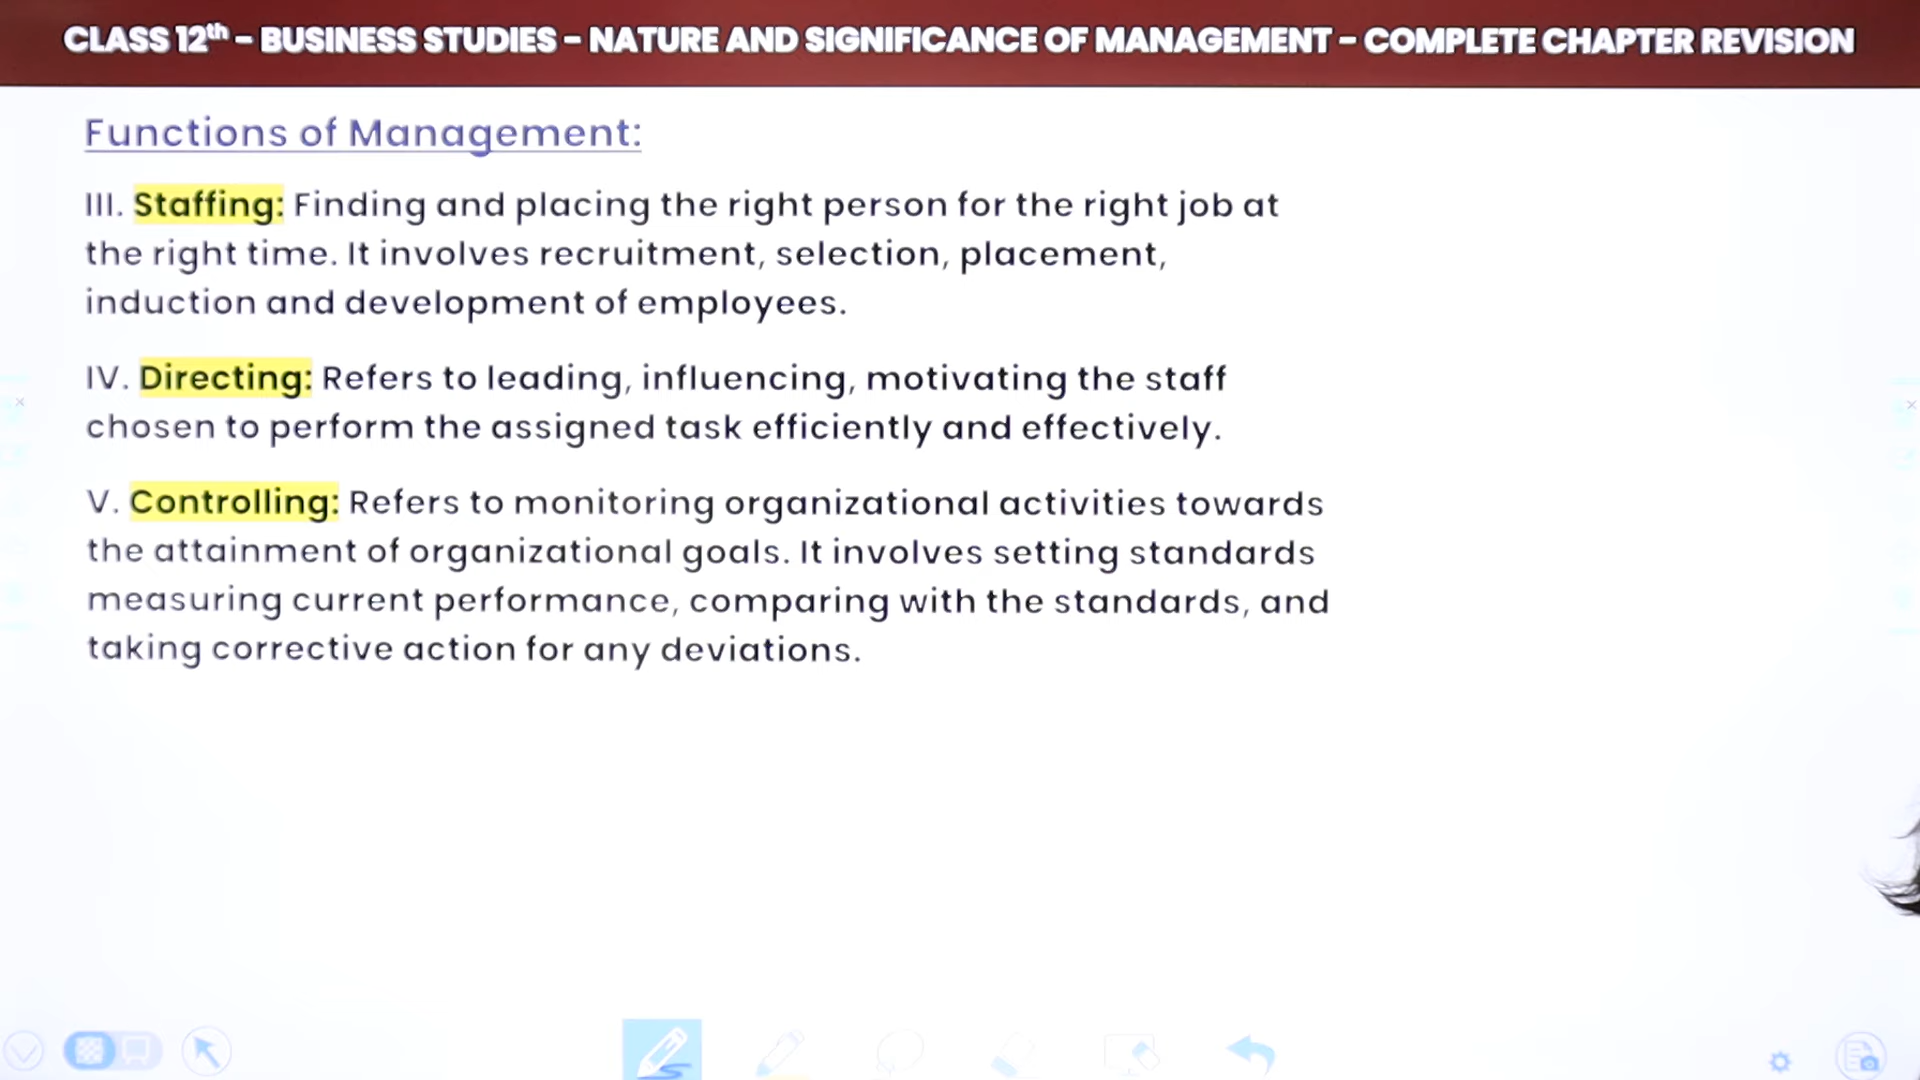 CLASS 12th – BUSINESS STUDIES – NATURE AND SIGNIFICANCE OF MANAGEMENT – COMPLETE CHAPTER REVISION
Functions of Management:
III. Staffing: Finding and placing the right person for the right job at
the right time. It involves recruitment, selection, placement,
induction and development of employees.
IV. Directing: Refers to leading, influencing, motivating the staff
chosen to perform the assigned task efficiently and effectively.
V. Controlling: Refers to monitoring organizational activities towards
the attainment of organizational goals. It involves setting standards
measuring current performance, comparing with the standards, and
taking corrective action for any deviations.